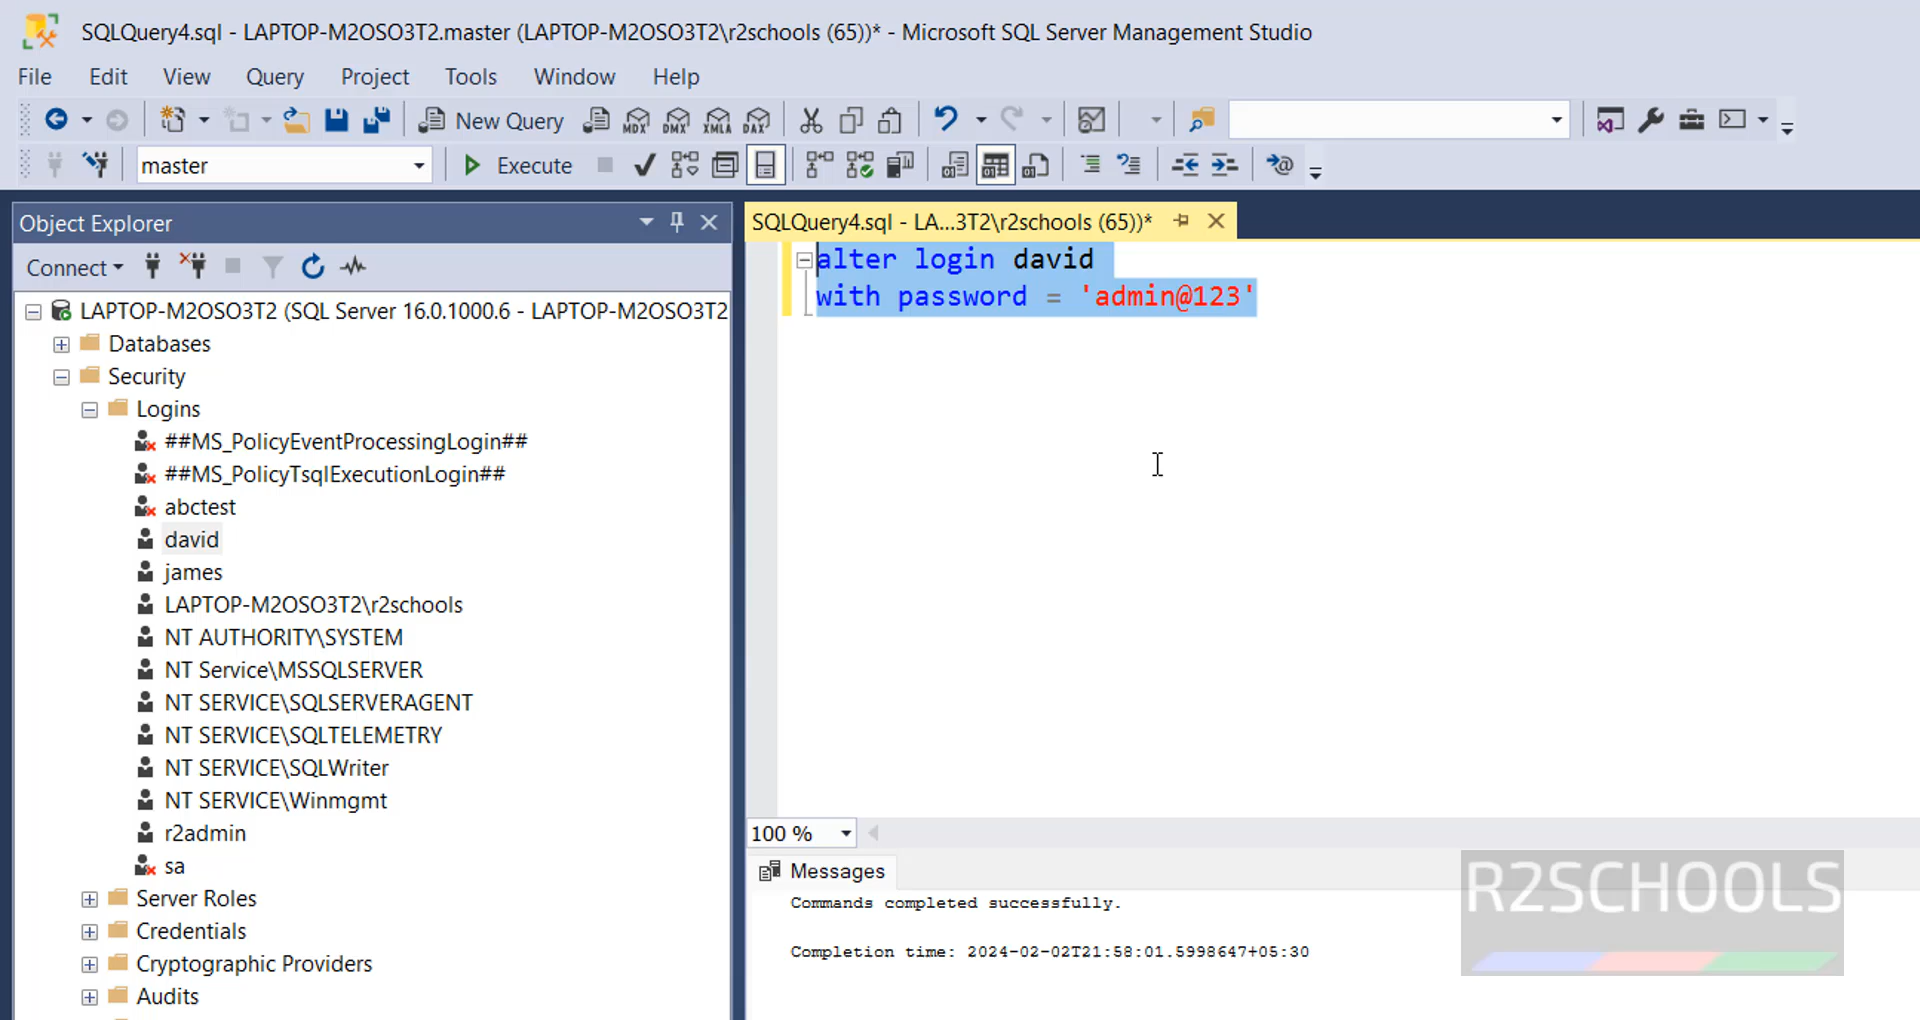 SQLQuery4.sql - LAPTOP-M2OSO3T2.master (LAPTOP-M2OSO3T2\r2schools (65))* - Microsoft SQL Server Management Studio
File Edit View Query Project Tools Window Help
New Query MDX DMX XMLA DAX
master Execute
Object Explorer
SQLQuery4.sql - LA...3T2\r2schools (65))*
Connect
alter login david
with password = 'admin@123'
LAPTOP-M2OSO3T2 (SQL Server 16.0.1000.6 - LAPTOP-M2OSO3T2
Databases
Security
Logins
##MS_PolicyEventProcessingLogin##
##MS_PolicyTsqlExecutionLogin##
abctest
david
james
LAPTOP-M2OSO3T2\r2schools
NT AUTHORITY\SYSTEM
NT Service\MSSQLSERVER
NT SERVICE\SQLSERVERAGENT
NT SERVICE\SQLTELEMETRY
NT SERVICE\SQLWriter
NT SERVICE\Winmgmt
r2admin
sa
Server Roles
Credentials
Cryptographic Providers
Audits
100 %
Messages
Commands completed successfully.
Completion time: 2024-02-02T21:58:01.5998647+05:30
R2SCHOOLS